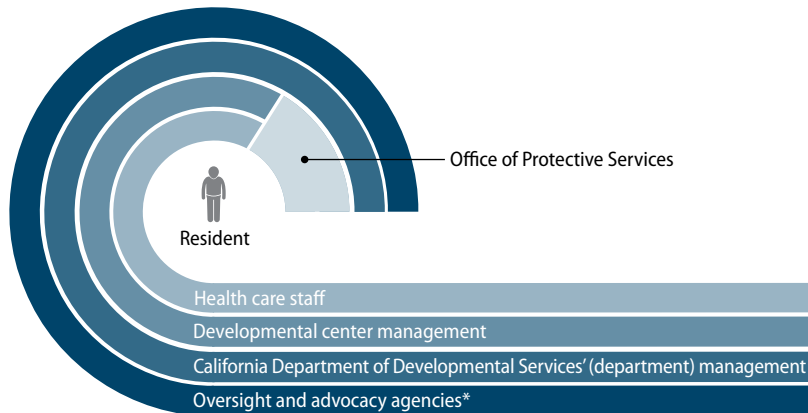 Office of Protective Services
Resident
Health care staff
Developmental center management
California Department of Developmental Services’ (department) management
Oversight and advocacy agencies*